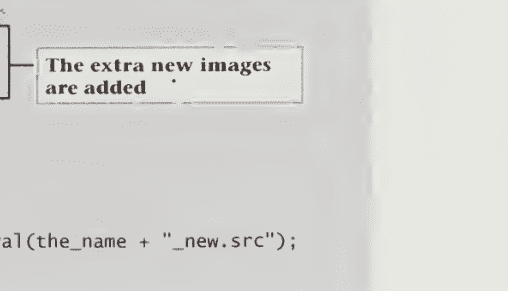 The extra new images
are added
al(the_name + "_new.src");